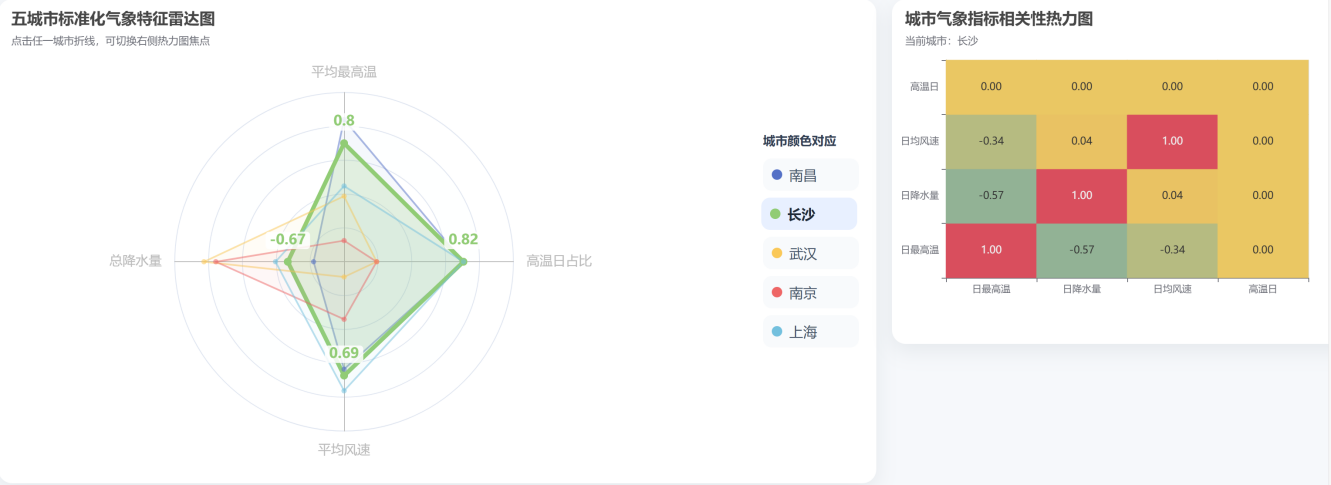 五城市标准化气象特征雷达图
点击任一城市折线，可切换右侧热力图焦点
平均最高温
0.8
总降水量
-0.67
0.82
高温日占比
0.69
平均风速
城市颜色对应
南昌
长沙
武汉
南京
上海
城市气象指标相关性热力图
当前城市：长沙
高温日 0.00 0.00 0.00 0.00
日均风速 -0.34 0.04 1.00 0.00
日降水量 -0.57 1.00 0.04 0.00
日最高温 1.00 -0.57 -0.34 0.00
日最高温 日降水量 日均风速 高温日